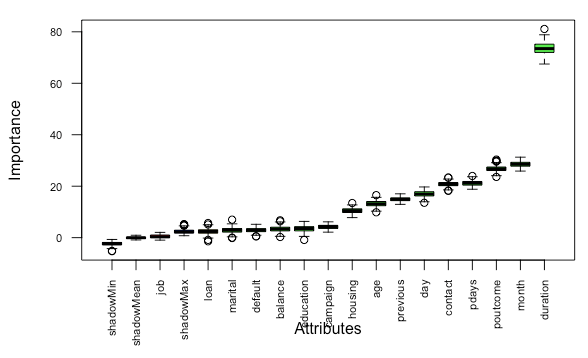 Importance
80
60
40
20
0
shadowMin
shadowMean
job
shadowMax
loan
marital
default
balance
education
campaign
housing
age
previous
day
contact
pdays
poutcome
month
duration
Attributes